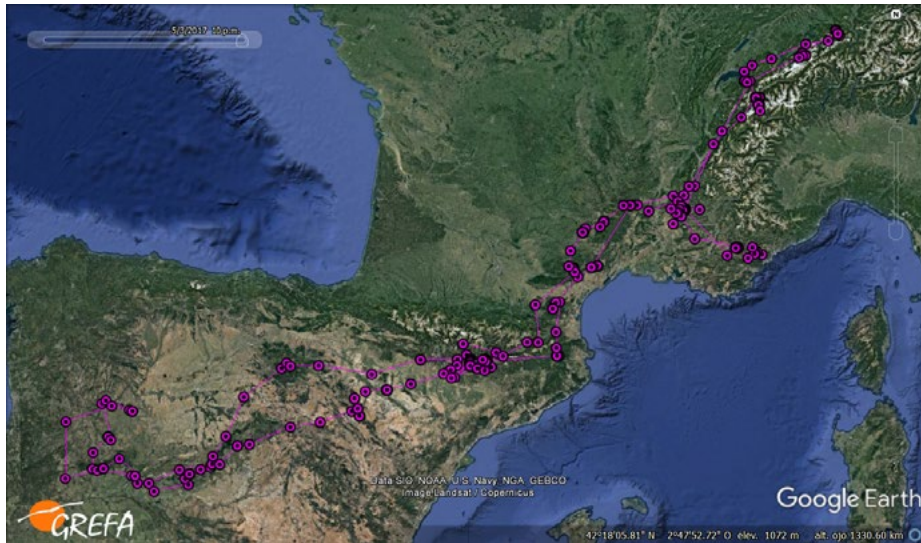 5/3/2017 10 p.m.
N
Data SIO, NOAA, U.S. Navy, NGA, GEBCO
Image Landsat / Copernicus
GREFA
Google Earth
42°18'05.81" N 2°47'52.72" O elev. 1072 m alt. ojo 1330.60 km